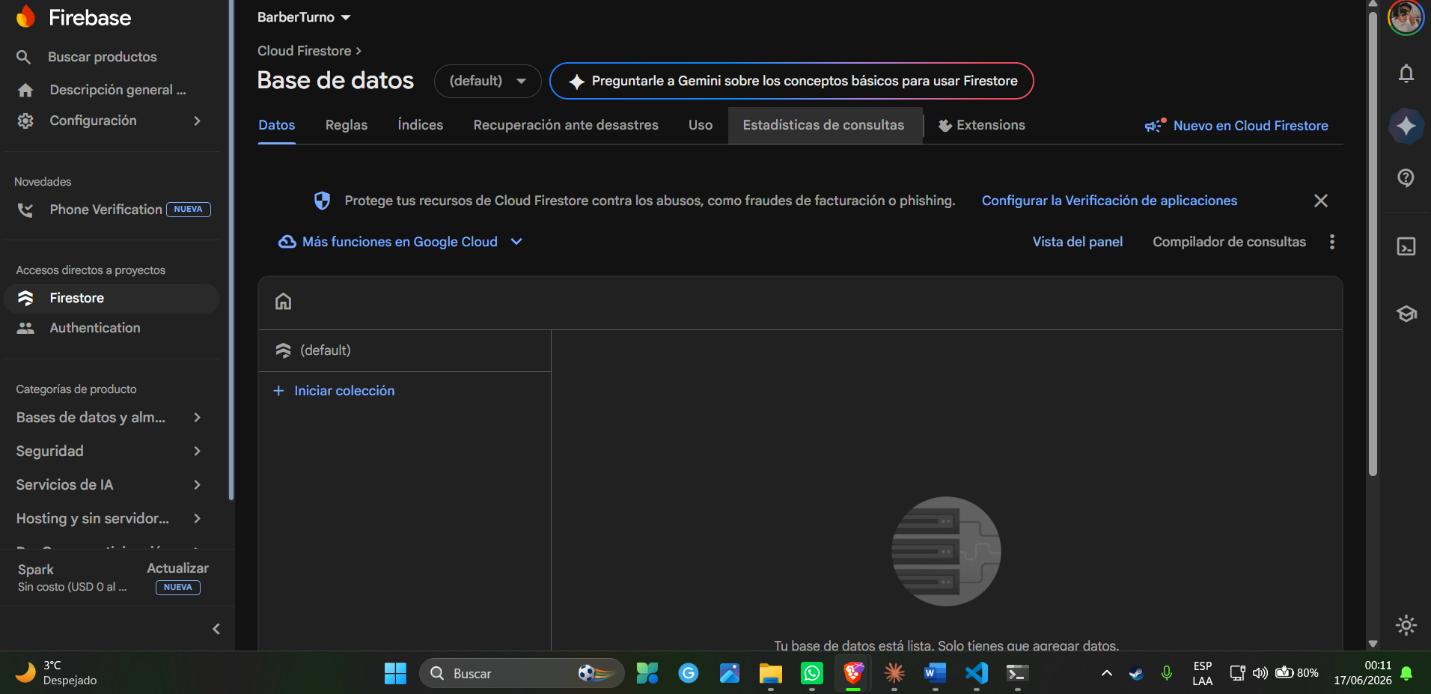 Firebase
Buscar productos
Descripción general ...
Configuración
Novedades
Phone Verification NUEVA
Accesos directos a proyectos
Firestore
Authentication
Categorías de producto
Bases de datos y alm...
Seguridad
Servicios de IA
Hosting y sin servidor...
Spark
Sin costo (USD 0 al ...
Actualizar
NUEVA
BarberTurno
Cloud Firestore
Base de datos
(default)
Preguntarle a Gemini sobre los conceptos básicos para usar Firestore
Datos Reglas Índices Recuperación ante desastres Uso Estadísticas de consultas Extensions
Nuevo en Cloud Firestore
Protege tus recursos de Cloud Firestore contra los abusos, como fraudes de facturación o phishing. Configurar la Verificación de aplicaciones
Más funciones en Google Cloud
Vista del panel Compilador de consultas
(default)
+ Iniciar colección
Tu base de datos está lista. Solo tienes que agregar datos.
3°C
Despejado
Buscar
ESP
LAA
80%
00:11
17/06/2026